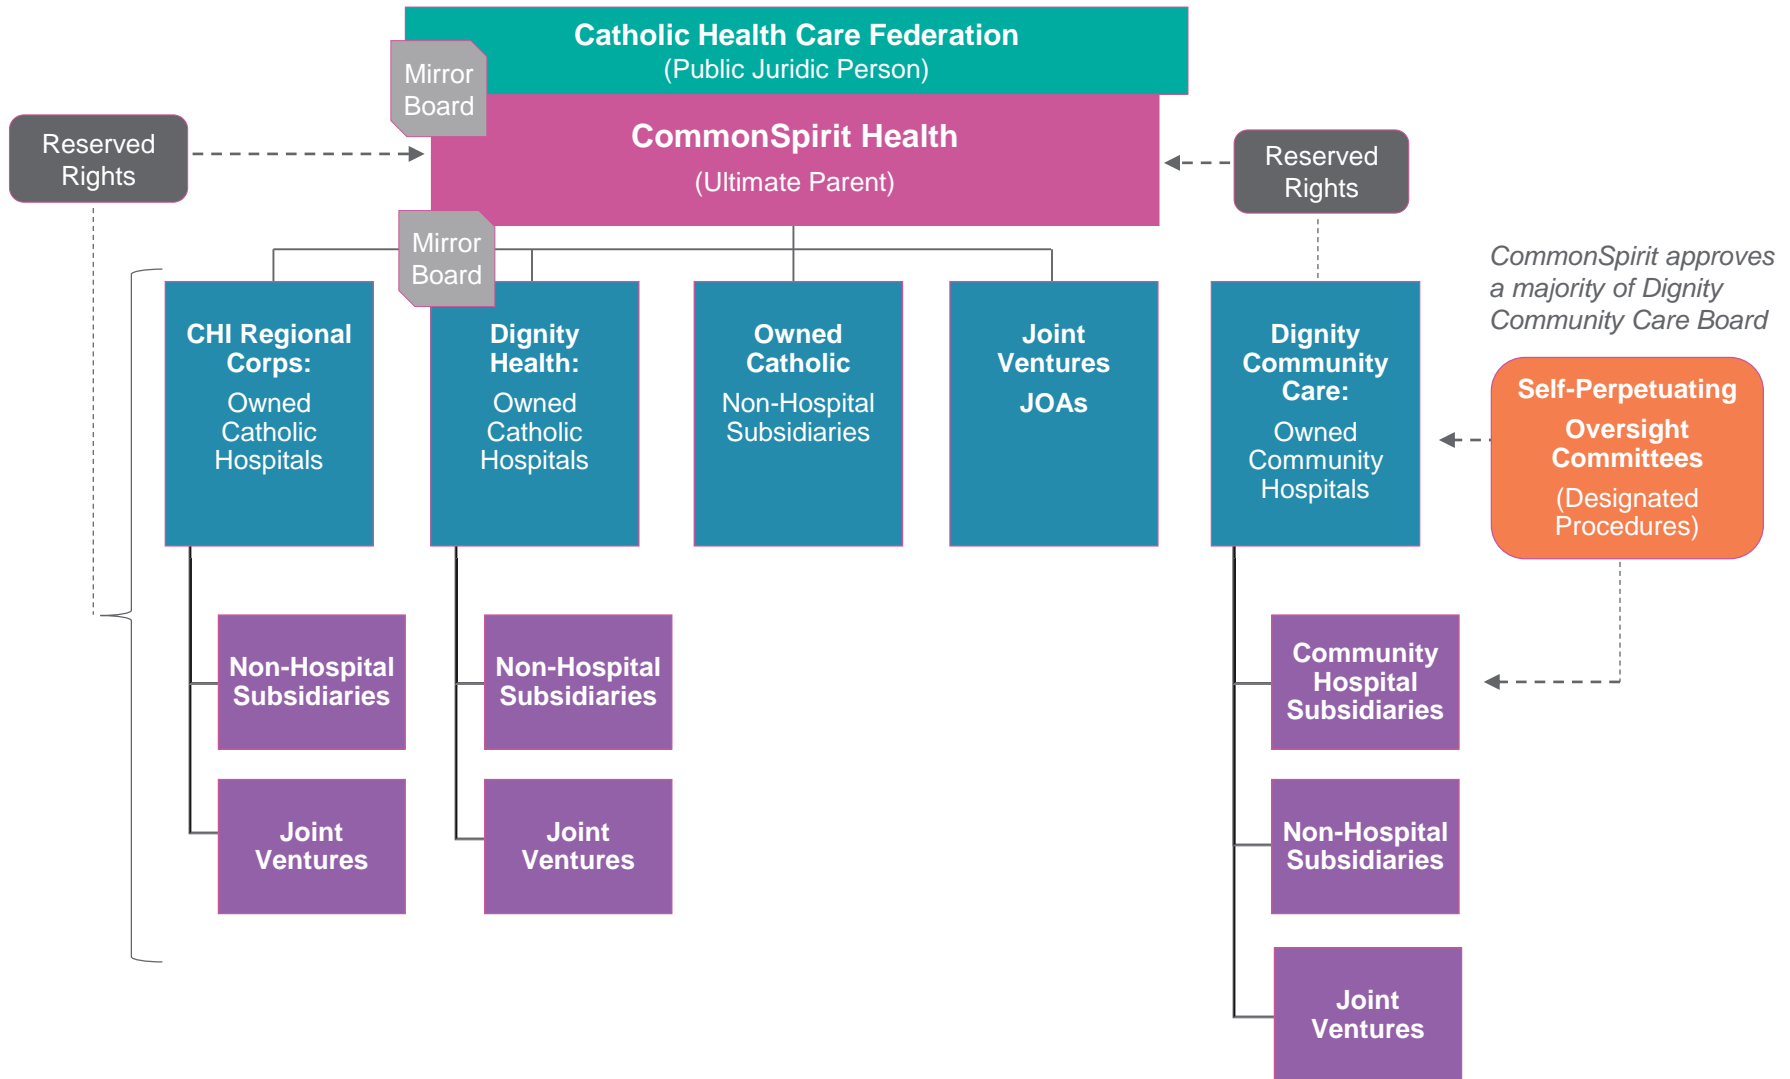 Catholic Health Care Federation
(Public Juridic Person)
Mirror
Board
CommonSpirit Health
(Ultimate Parent)
Reserved
Rights
Reserved
Rights
Mirror
Board
CommonSpirit approves
a majority of Dignity
Community Care Board
CHI Regional
Corps:
Owned
Catholic
Hospitals
Dignity
Health:
Owned
Catholic
Hospitals
Owned
Catholic
Non-Hospital
Subsidiaries
Joint
Ventures
JOAs
Dignity
Community
Care:
Owned
Community
Hospitals
Self-Perpetuating
Oversight
Committees
(Designated
Procedures)
Non-Hospital
Subsidiaries
Joint
Ventures
Non-Hospital
Subsidiaries
Joint
Ventures
Community
Hospital
Subsidiaries
Non-Hospital
Subsidiaries
Joint
Ventures